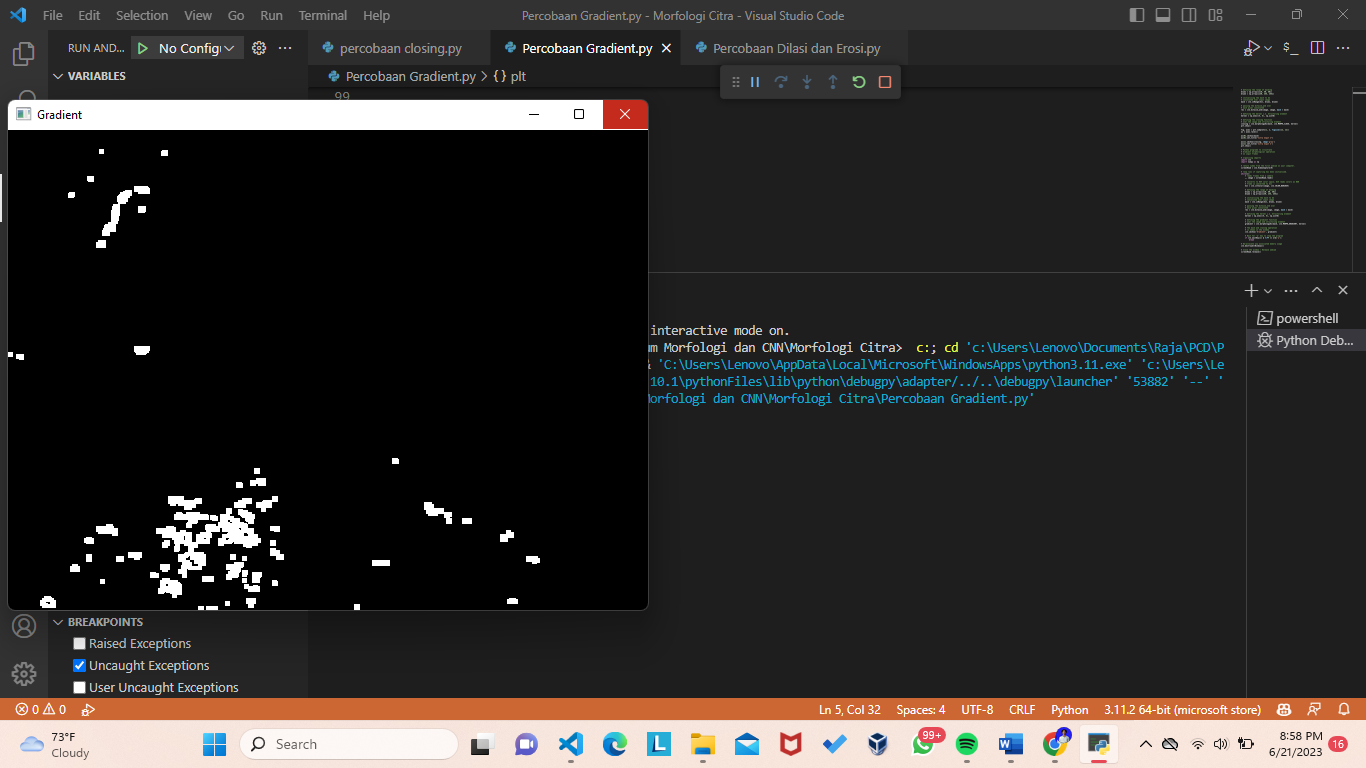 File Edit Selection View Go Run Terminal Help
Percobaan Gradient.py - Morfologi Citra - Visual Studio Code
RUN AND...
No Config
percobaan closing.py
Percobaan Gradient.py
Percobaan Dilasi dan Erosi.py
VARIABLES
Percobaan Gradient.py > {} plt
99
Gradient
interactive mode on.
um Morfologi dan CNN\Morfologi Citra> c:; cd 'c:\Users\Lenovo\Documents\Raja\PCD\P
& 'C:\Users\Lenovo\AppData\Local\Microsoft\WindowsApps\python3.11.exe' 'c:\Users\Le
10.1\pythonFiles\lib\python\debugpy\adapter/../..\debugpy\launcher' '53882' '--' '
Morfologi dan CNN\Morfologi Citra\Percobaan Gradient.py'
powershell
Python Deb...
BREAKPOINTS
Raised Exceptions
Uncaught Exceptions
User Uncaught Exceptions
0 0
Ln 5, Col 32 Spaces: 4 UTF-8 CRLF Python 3.11.2 64-bit (microsoft store)
73°F
Cloudy
Search
99+
8:58 PM
6/21/2023
16